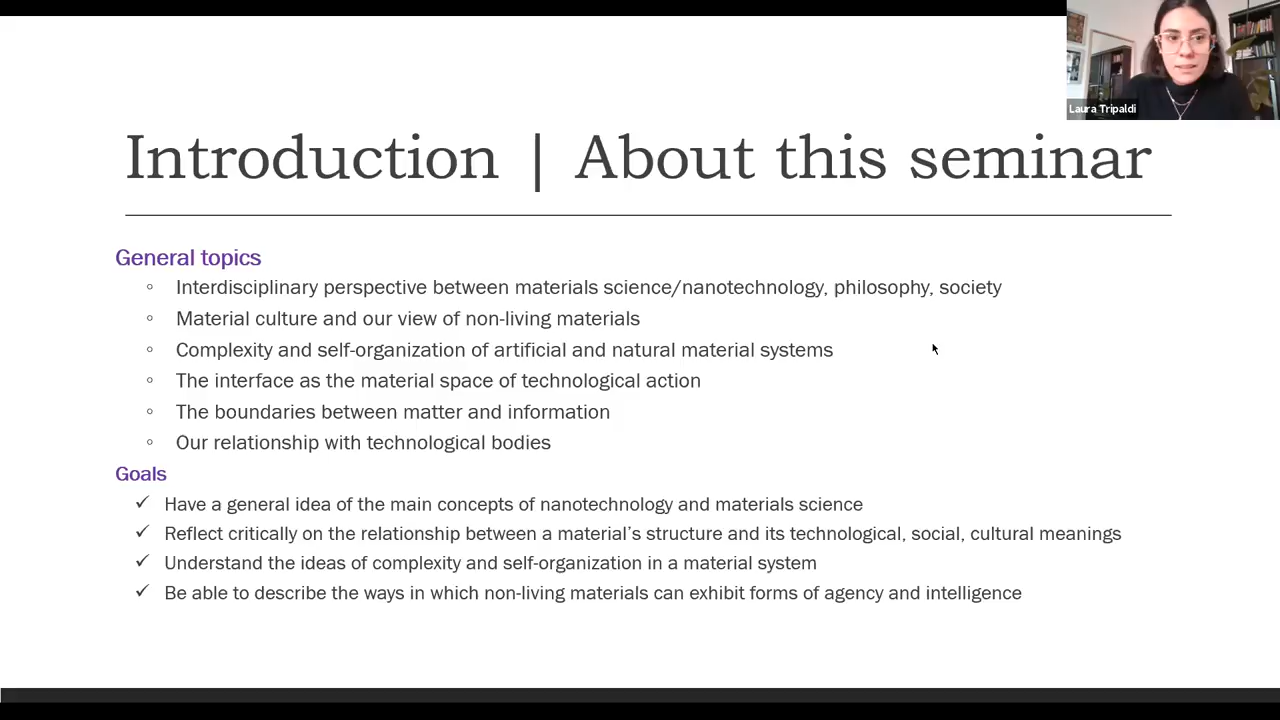 Laura Tripaldi
Introduction | About this seminar
General topics
◦ Interdisciplinary perspective between materials science/nanotechnology, philosophy, society
◦ Material culture and our view of non-living materials
◦ Complexity and self-organization of artificial and natural material systems
◦ The interface as the material space of technological action
◦ The boundaries between matter and information
◦ Our relationship with technological bodies
Goals
✓ Have a general idea of the main concepts of nanotechnology and materials science
✓ Reflect critically on the relationship between a material’s structure and its technological, social, cultural meanings
✓ Understand the ideas of complexity and self-organization in a material system
✓ Be able to describe the ways in which non-living materials can exhibit forms of agency and intelligence